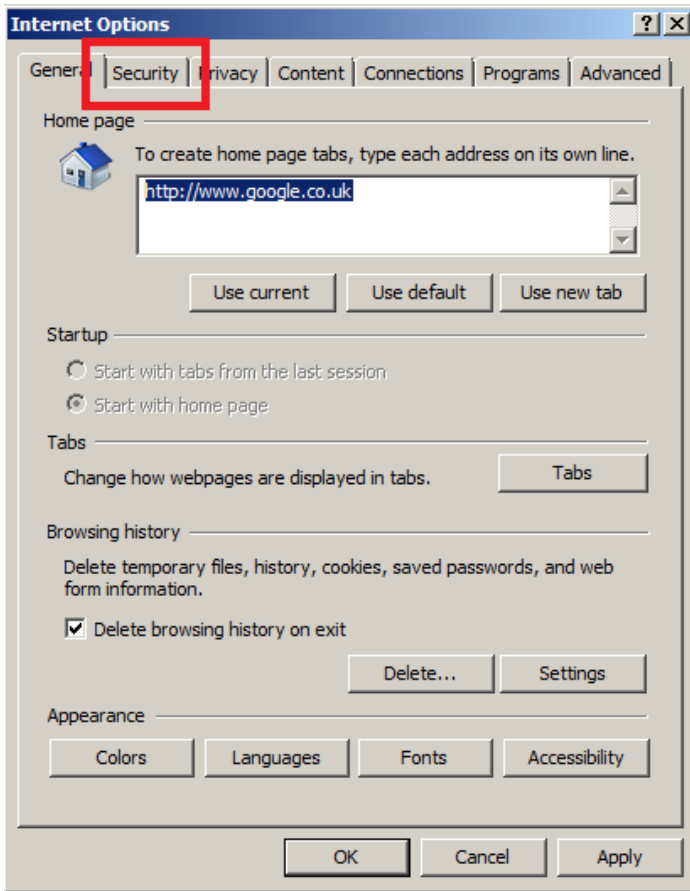 Internet Options
General Security Privacy Content Connections Programs Advanced
Home page
To create home page tabs, type each address on its own line.
http://www.google.co.uk
Use current Use default Use new tab
Startup
Start with tabs from the last session
Start with home page
Tabs
Change how webpages are displayed in tabs. Tabs
Browsing history
Delete temporary files, history, cookies, saved passwords, and web
form information.
Delete browsing history on exit
Delete... Settings
Appearance
Colors Languages Fonts Accessibility
OK Cancel Apply